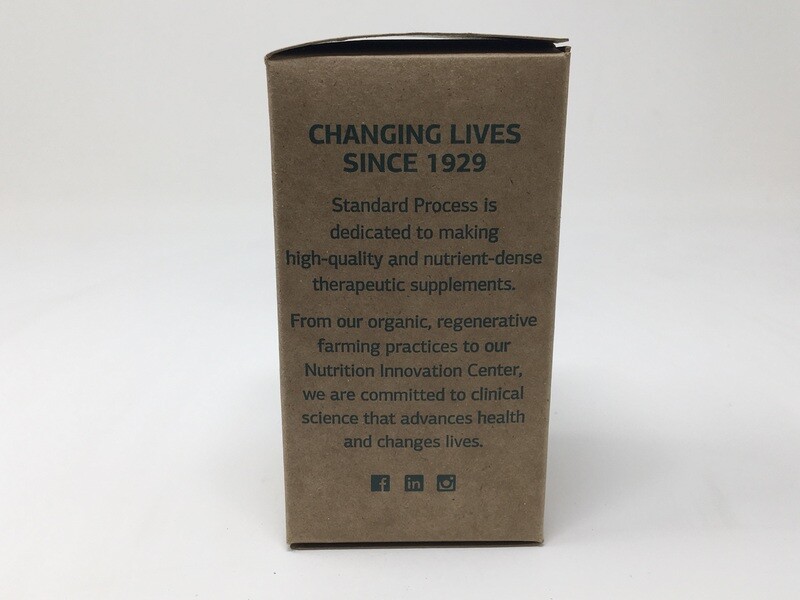 CHANGING LIVES
SINCE 1929
Standard Process is
dedicated to making
high-quality and nutrient-dense
therapeutic supplements.
From our organic, regenerative
farming practices to our
Nutrition Innovation Center,
we are committed to clinical
science that advances health
and changes lives.